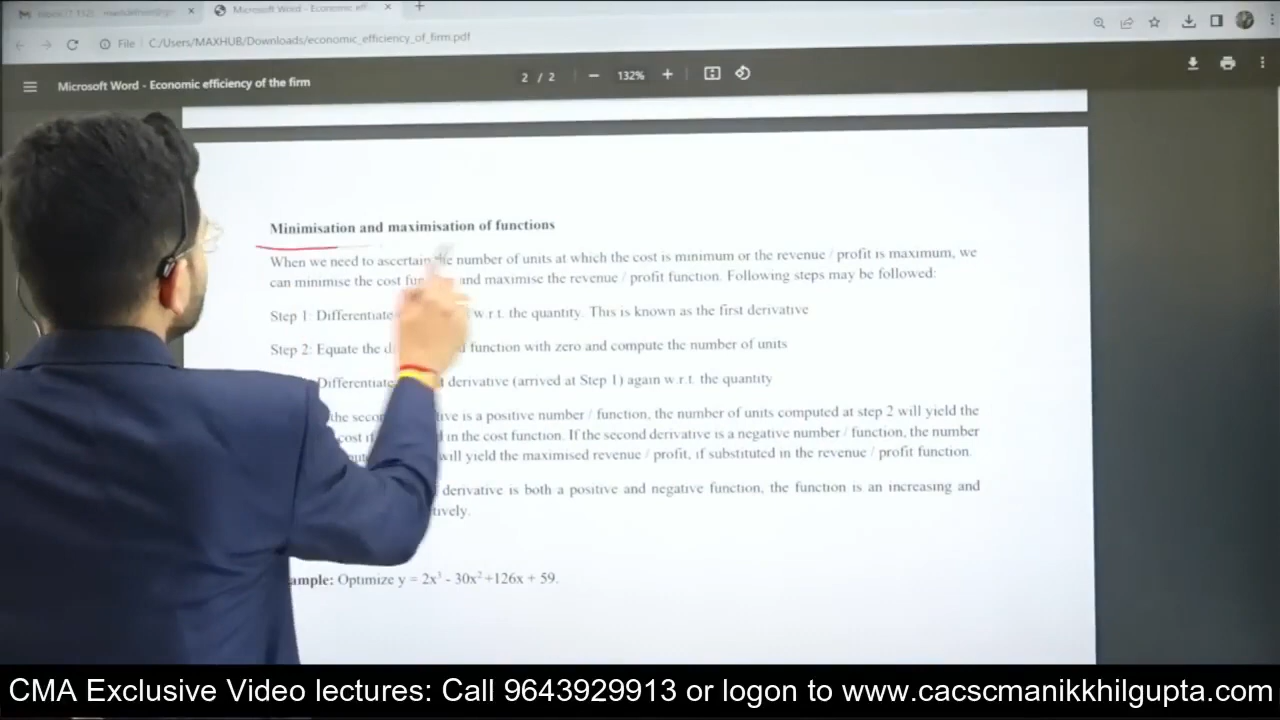 Microsoft Word - Economic eff
File C:/Users/MAXHUB/Downloads/economic_efficiency_of_firm.pdf
Microsoft Word - Economic efficiency of the firm
2 / 2
132%
Minimisation and maximisation of functions
When we need to ascertain the number of units at which the cost is minimum or the revenue / profit is maximum, we
can minimise the cost fun and maximise the revenue / profit function. Following steps may be followed:
Step 1: Differentiate w.r.t. the quantity. This is known as the first derivative
Step 2: Equate the d function with zero and compute the number of units
Differentiate derivative (arrived at Step 1) again w.r.t. the quantity
the secon ive is a positive number / function, the number of units computed at step 2 will yield the
cost i in the cost function. If the second derivative is a negative number / function, the number
will yield the maximised revenue / profit, if substituted in the revenue / profit function.
derivative is both a positive and negative function, the function is an increasing and
tively.
ample: Optimize y = 2x³ - 30x² +126x + 59.
CMA Exclusive Video lectures: Call 9643929913 or logon to www.cacscmanikkhilgupta.com